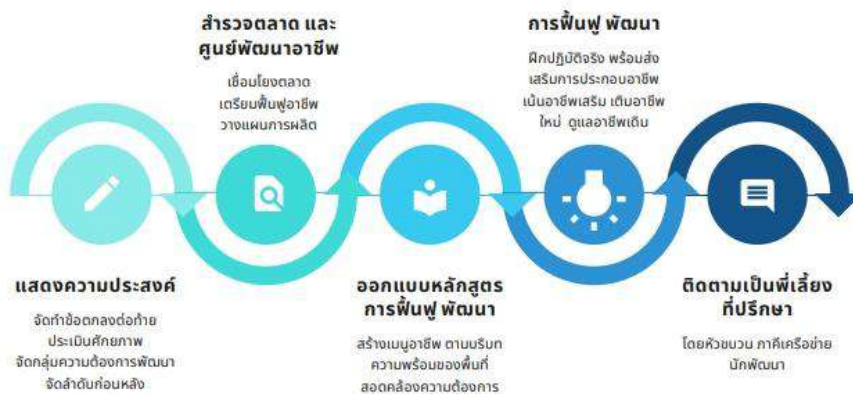 สำรวจตลาด และ
ศูนย์พัฒนาอาชีพ
เชื่อมโยงตลาด
เตรียมฟื้นฟูอาชีพ
วางแผนการผลิต
การฟื้นฟู พัฒนา
ฝึกปฏิบัติจริง พร้อมส่ง
เสริมการประกอบอาชีพ
เน้นอาชีพเสริม เติมอาชีพ
ใหม่ ดูแลอาชีพเดิม
แสดงความประสงค์
จัดทำข้อตกลงต่อท้าย
ประเมินศักยภาพ
จัดกลุ่มความต้องการพัฒนา
จัดลำดับก่อนหลัง
ออกแบบหลักสูตร
การฟื้นฟู พัฒนา
สร้างเมนูอาชีพ ตามบริบท
ความพร้อมของพื้นที่
สอดคล้องความต้องการ
ติดตามเป็นพี่เลี้ยง
ที่ปรึกษา
โดยหัวขบวน ภาคีเครือข่าย
นักพัฒนา